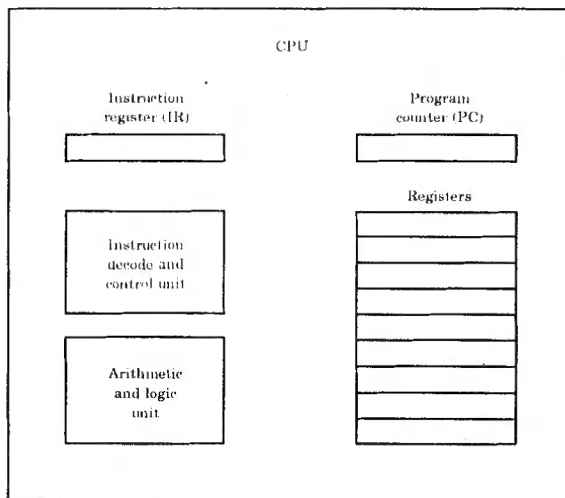 CPU
Instruction
register (IR)
Program
counter (PC)
Registers
Instruction
decode and
control unit
Arithmetic
and logic
unit